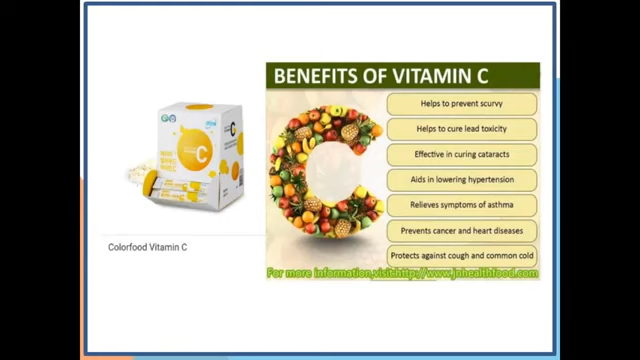 BENEFITS OF VITAMIN C
Helps to prevent scurvy
Helps to cure lead toxicity
Effective in curing cataracts
Aids in lowering hypertension
Relieves symptoms of asthma
Prevents cancer and heart diseases
Protects against cough and common cold
For more information,visit:http://www.jnhealthfood.com
C
Colorfood Vitamin C